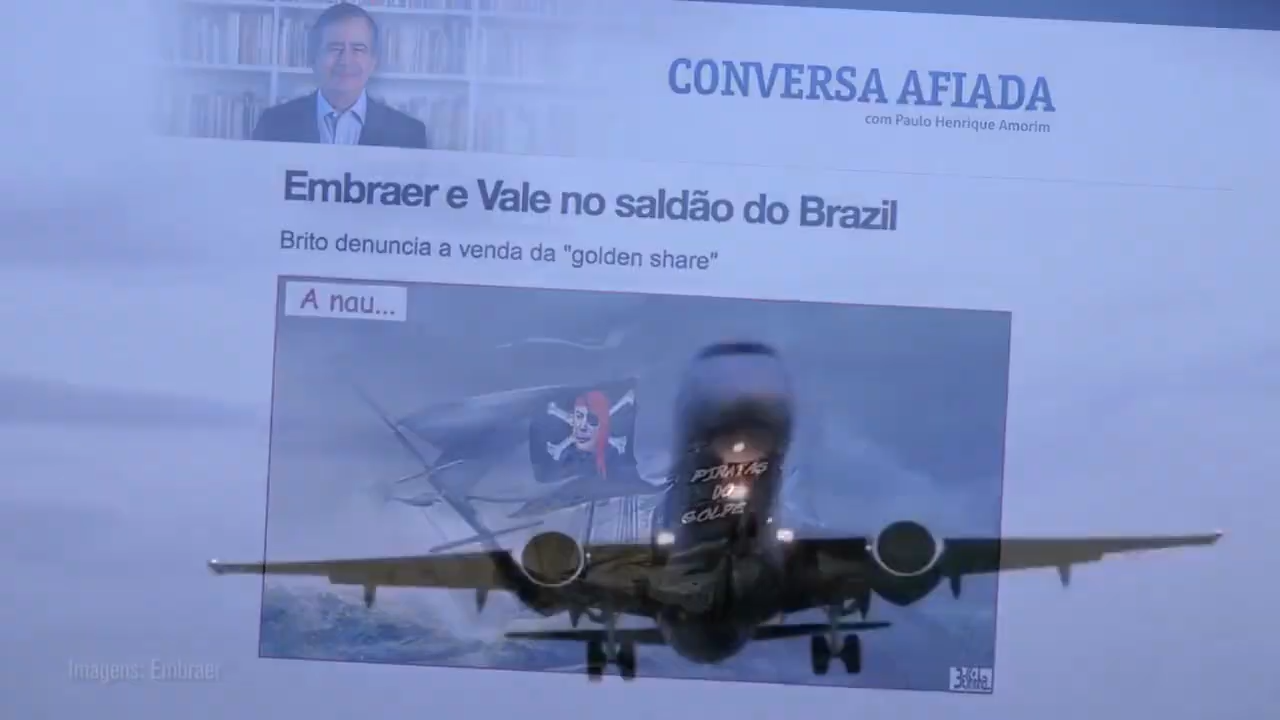 CONVERSA AFIADA
com Paulo Henrique Amorim
Embraer e Vale no saldão do Brazil
Brito denuncia a venda da "golden share"
A nau...
PIRATAS
DO
GOLPE
Imagens: Embraer